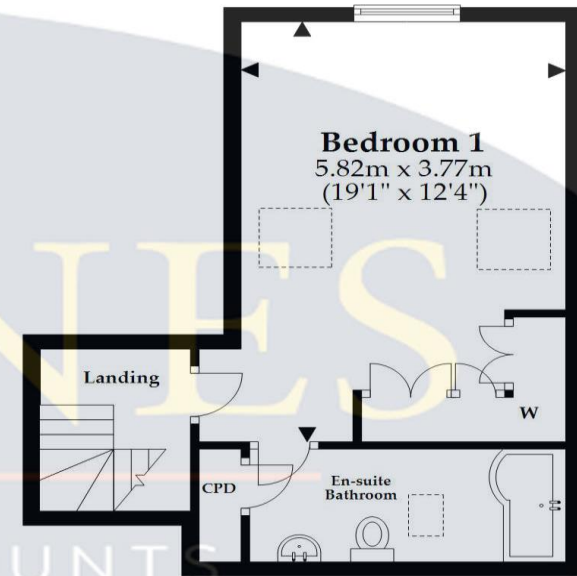 Bedroom 1
5.82m x 3.77m
(19'1" x 12'4")
NES
Landing
W
CPD
En-suite
Bathroom
UNTS